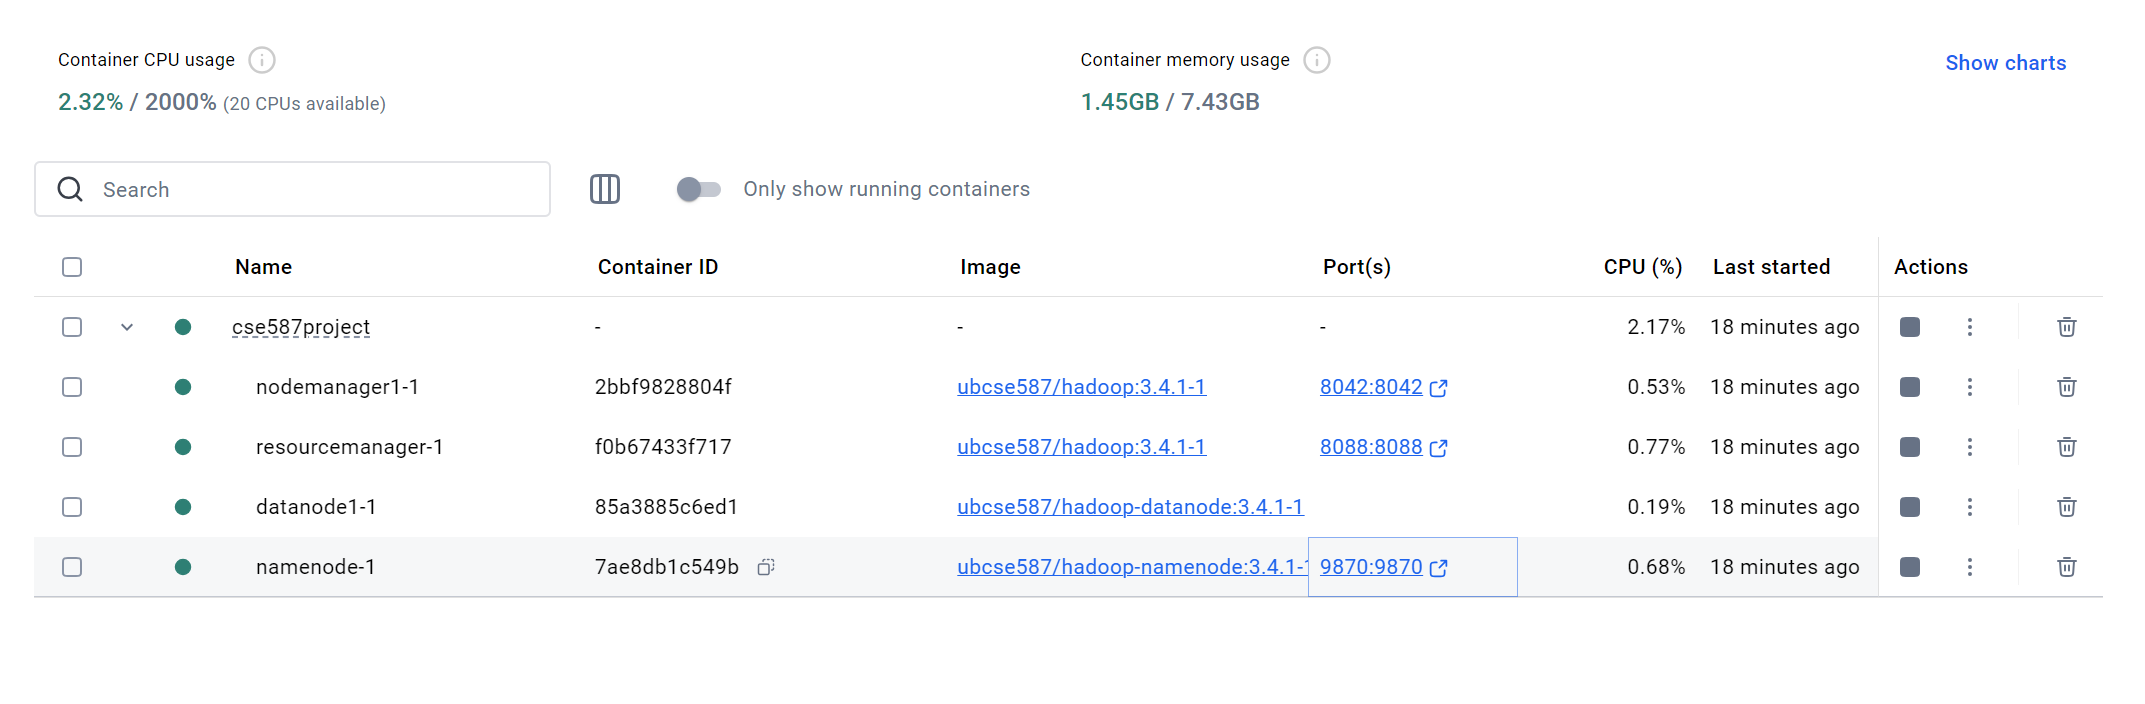 Container CPU usage
2.32% / 2000% (20 CPUs available)
Container memory usage
1.45GB / 7.43GB
Show charts
Search
Only show running containers
Name Container ID Image Port(s) CPU (%) Last started Actions
cse587project - - - 2.17% 18 minutes ago
nodemanager1-1 2bbf9828804f ubcse587/hadoop:3.4.1-1 8042:8042 0.53% 18 minutes ago
resourcemanager-1 f0b67433f717 ubcse587/hadoop:3.4.1-1 8088:8088 0.77% 18 minutes ago
datanode1-1 85a3885c6ed1 ubcse587/hadoop-datanode:3.4.1-1 0.19% 18 minutes ago
namenode-1 7ae8db1c549b ubcse587/hadoop-namenode:3.4.1-1 9870:9870 0.68% 18 minutes ago